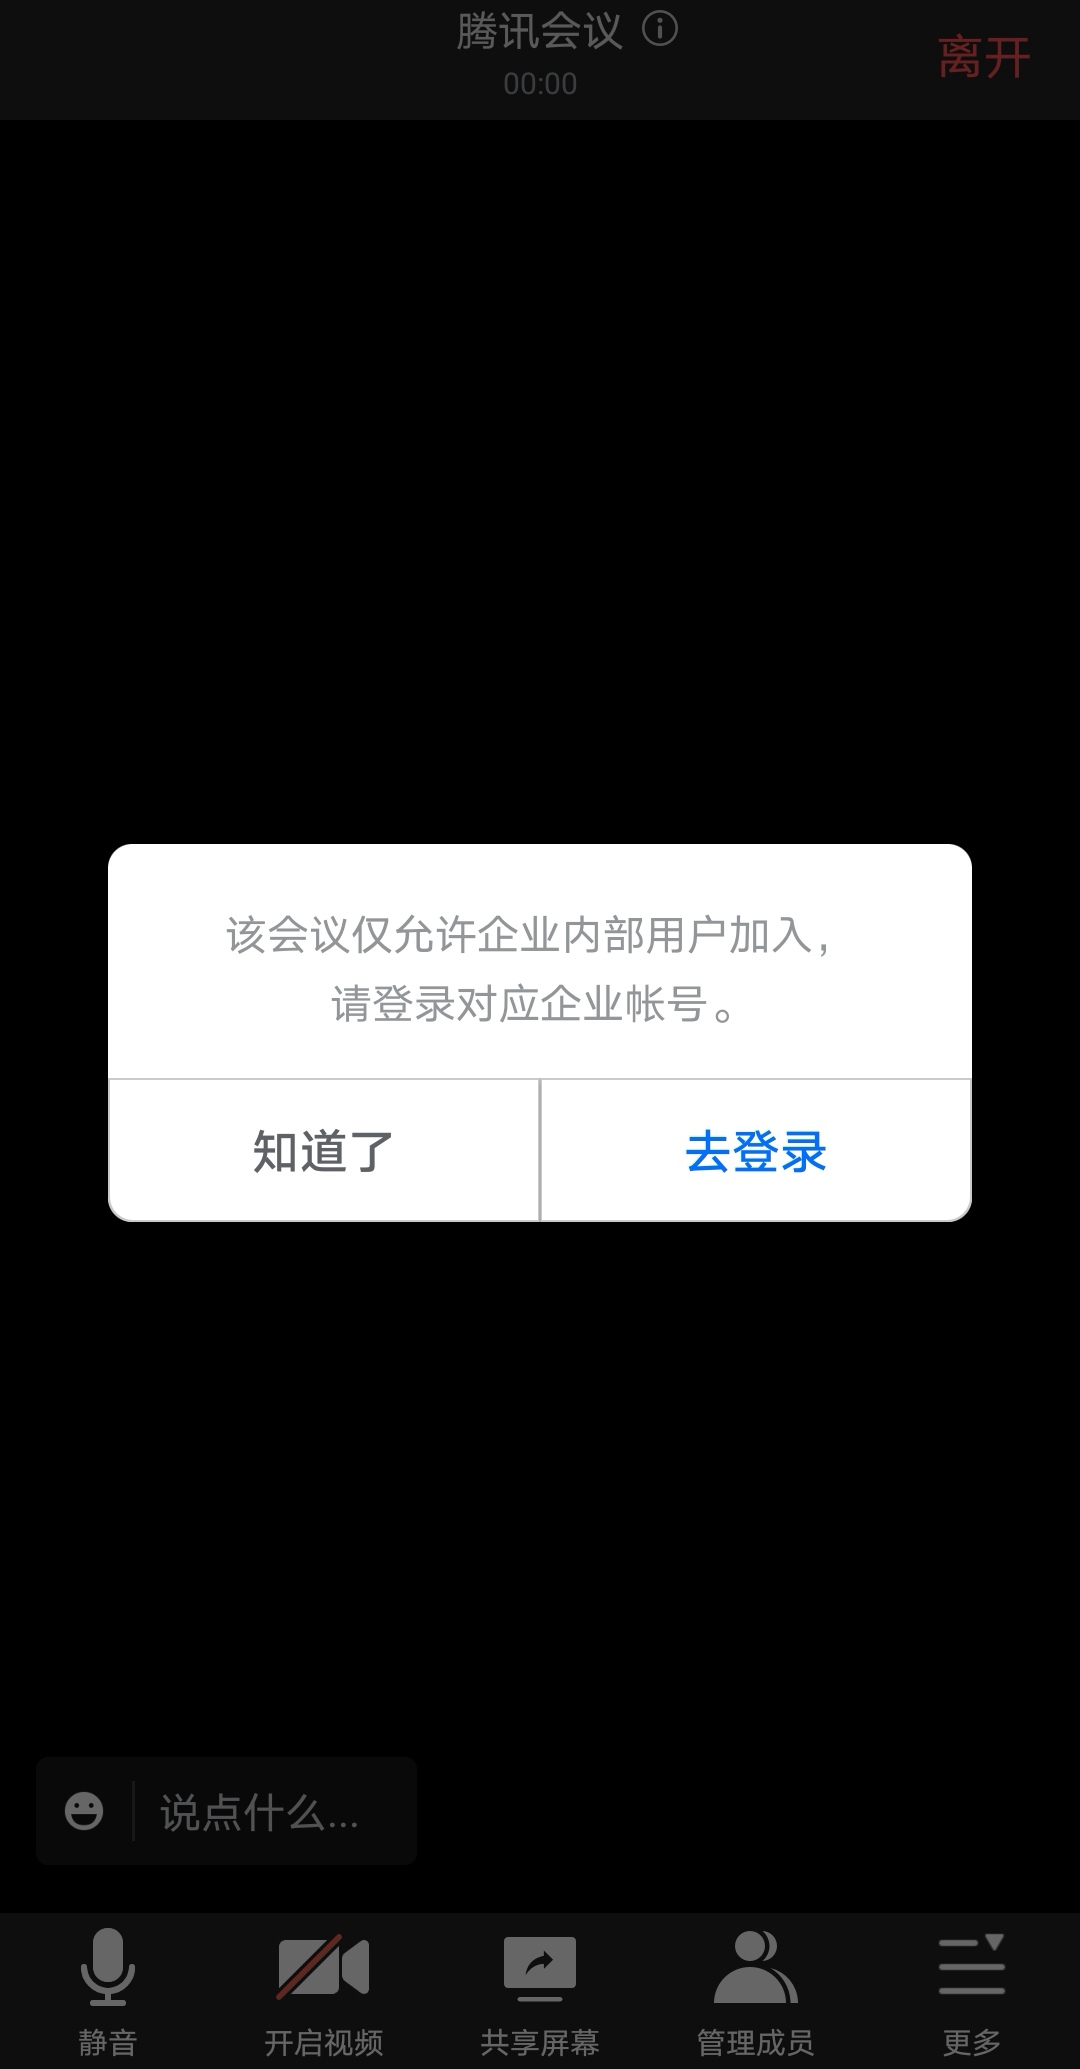 腾讯会议
00:00
离开
该会议仅允许企业内部用户加入，
请登录对应企业帐号。
知道了
去登录
说点什么...
静音
开启视频
共享屏幕
管理成员
更多